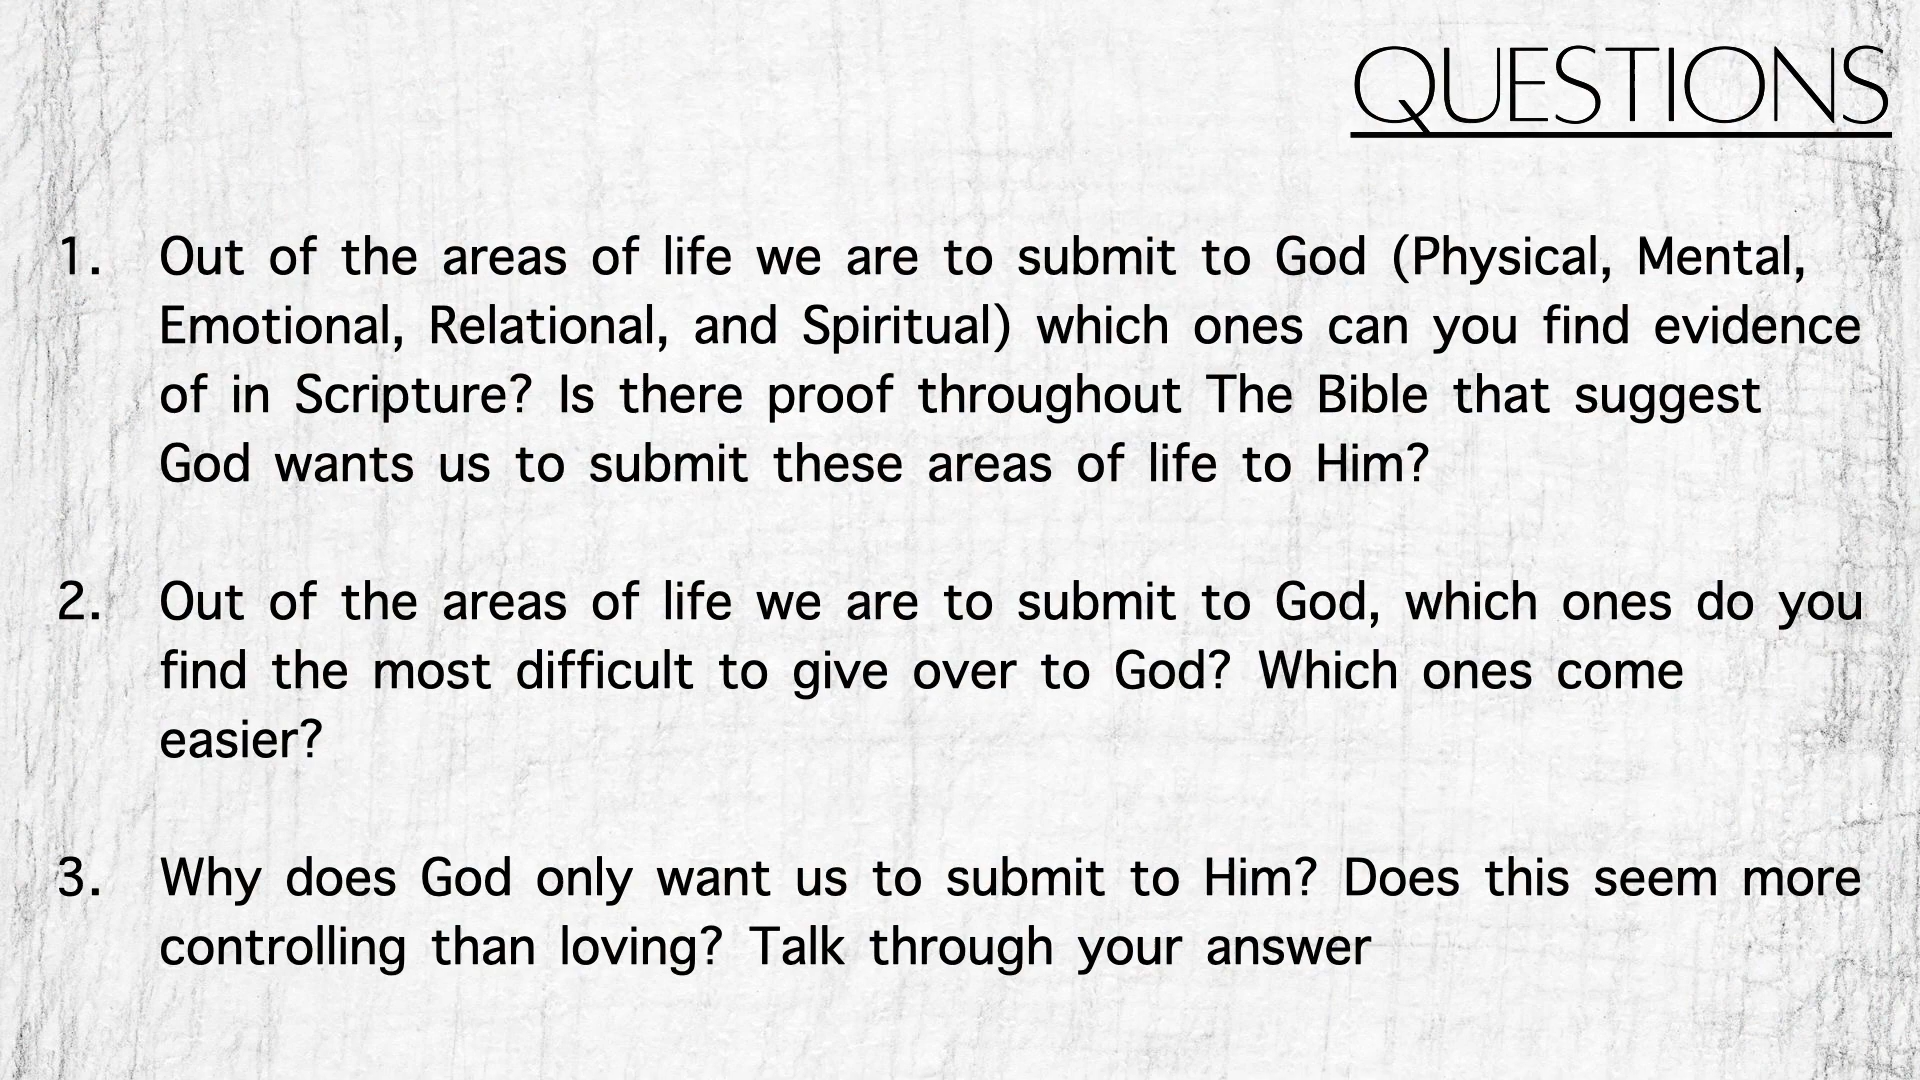 QUESTIONS
1. Out of the areas of life we are to submit to God (Physical, Mental,
Emotional, Relational, and Spiritual) which ones can you find evidence
of in Scripture? Is there proof throughout The Bible that suggest
God wants us to submit these areas of life to Him?
2. Out of the areas of life we are to submit to God, which ones do you
find the most difficult to give over to God? Which ones come
easier?
3. Why does God only want us to submit to Him? Does this seem more
controlling than loving? Talk through your answer